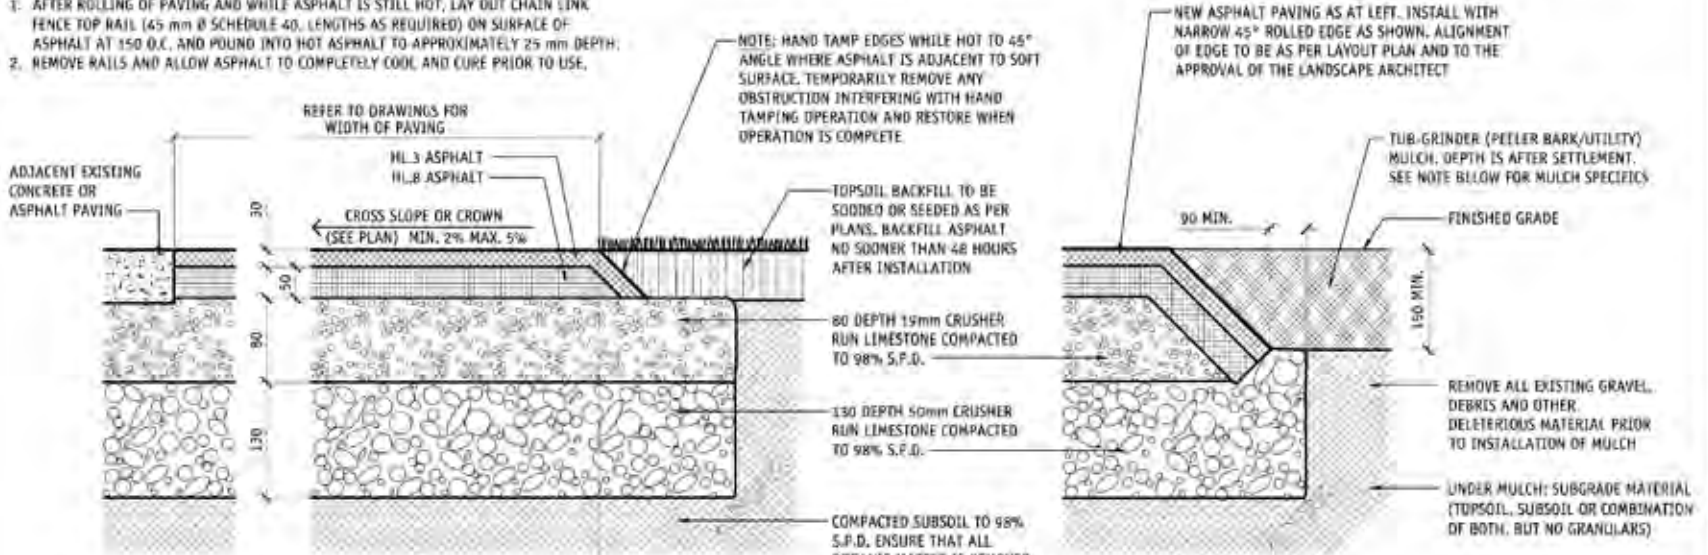 1. AFTER ROLLING OF PAVING AND WHILE ASPHALT IS STILL HOT, LAY OUT CHAIN LINK
FENCE TOP RAIL (45 mm Ø SCHEDULE 40, LENGTHS AS REQUIRED) ON SURFACE OF
ASPHALT AT 150 O.C. AND POUND INTO HOT ASPHALT TO APPROXIMATELY 25 mm DEPTH.
2. REMOVE RAILS AND ALLOW ASPHALT TO COMPLETELY COOL AND CURE PRIOR TO USE.
REFER TO DRAWINGS FOR
WIDTH OF PAVING
ADJACENT EXISTING
CONCRETE OR
ASPHALT PAVING
HL.3 ASPHALT
HL.8 ASPHALT
CROSS SLOPE OR CROWN
(SEE PLAN) MIN. 2% MAX. 5%
30
50
80
130
NOTE: HAND TAMP EDGES WHILE HOT TO 45°
ANGLE WHERE ASPHALT IS ADJACENT TO SOFT
SURFACE. TEMPORARILY REMOVE ANY
OBSTRUCTION INTERFERING WITH HAND
TAMPING OPERATION AND RESTORE WHEN
OPERATION IS COMPLETE
TOPSOIL BACKFILL TO BE
SODDED OR SEEDED AS PER
PLANS. BACKFILL ASPHALT
NO SOONER THAN 48 HOURS
AFTER INSTALLATION
80 DEPTH 19mm CRUSHER
RUN LIMESTONE COMPACTED
TO 98% S.P.D.
130 DEPTH 50mm CRUSHER
RUN LIMESTONE COMPACTED
TO 98% S.P.D.
COMPACTED SUBSOIL TO 98%
S.P.D. ENSURE THAT ALL
NEW ASPHALT PAVING AS AT LEFT. INSTALL WITH
NARROW 45° ROLLED EDGE AS SHOWN. ALIGNMENT
OF EDGE TO BE AS PER LAYOUT PLAN AND TO THE
APPROVAL OF THE LANDSCAPE ARCHITECT
TUB-GRINDER (PEELER BARK/UTILITY)
MULCH. DEPTH IS AFTER SETTLEMENT.
SEE NOTE BELOW FOR MULCH SPECIFICS
90 MIN.
FINISHED GRADE
150 MIN.
REMOVE ALL EXISTING GRAVEL,
DEBRIS AND OTHER
DELETERIOUS MATERIAL PRIOR
TO INSTALLATION OF MULCH
UNDER MULCH: SUBGRADE MATERIAL
(TOPSOIL, SUBSOIL OR COMBINATION
OF BOTH, BUT NO GRANULARS)